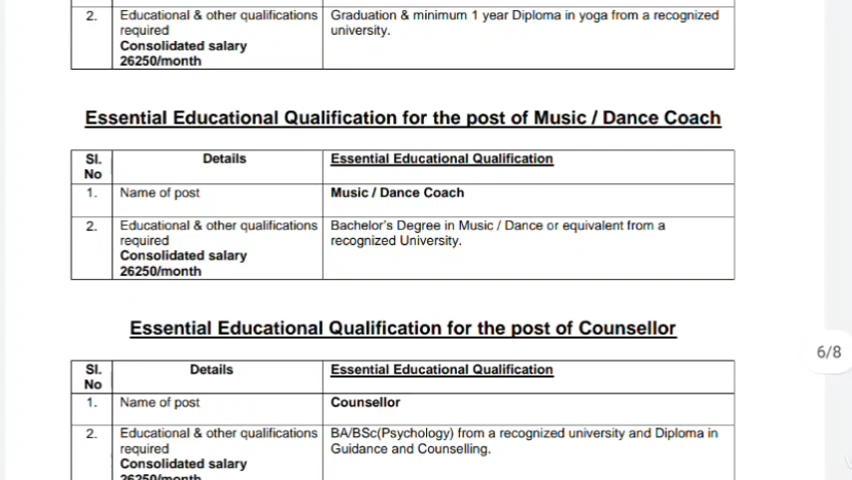 2. Educational & other qualifications Graduation & minimum 1 year Diploma in yoga from a recognized
required university.
Consolidated salary
26250/month
Essential Educational Qualification for the post of Music / Dance Coach
Sl. Details Essential Educational Qualification
No
1. Name of post Music / Dance Coach
2. Educational & other qualifications Bachelor's Degree in Music / Dance or equivalent from a
required recognized University.
Consolidated salary
26250/month
Essential Educational Qualification for the post of Counsellor
6/8
Sl. Details Essential Educational Qualification
No
1. Name of post Counsellor
2. Educational & other qualifications BA/BSc(Psychology) from a recognized university and Diploma in
required Guidance and Counselling.
Consolidated salary
26250/month